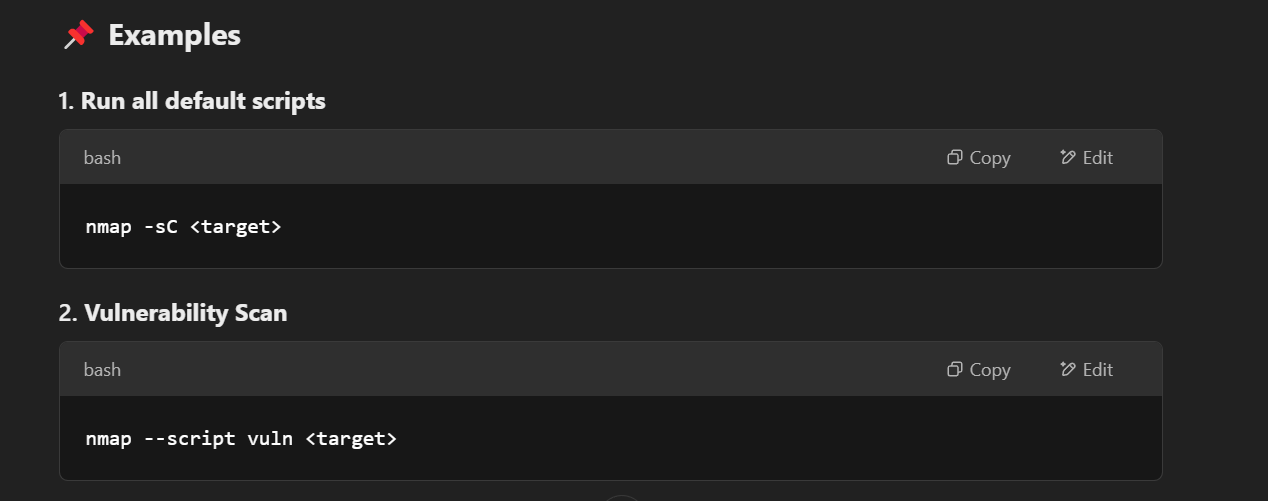 📌 Examples
1. Run all default scripts
bash Copy Edit
nmap -sC <target>
2. Vulnerability Scan
bash Copy Edit
nmap --script vuln <target>